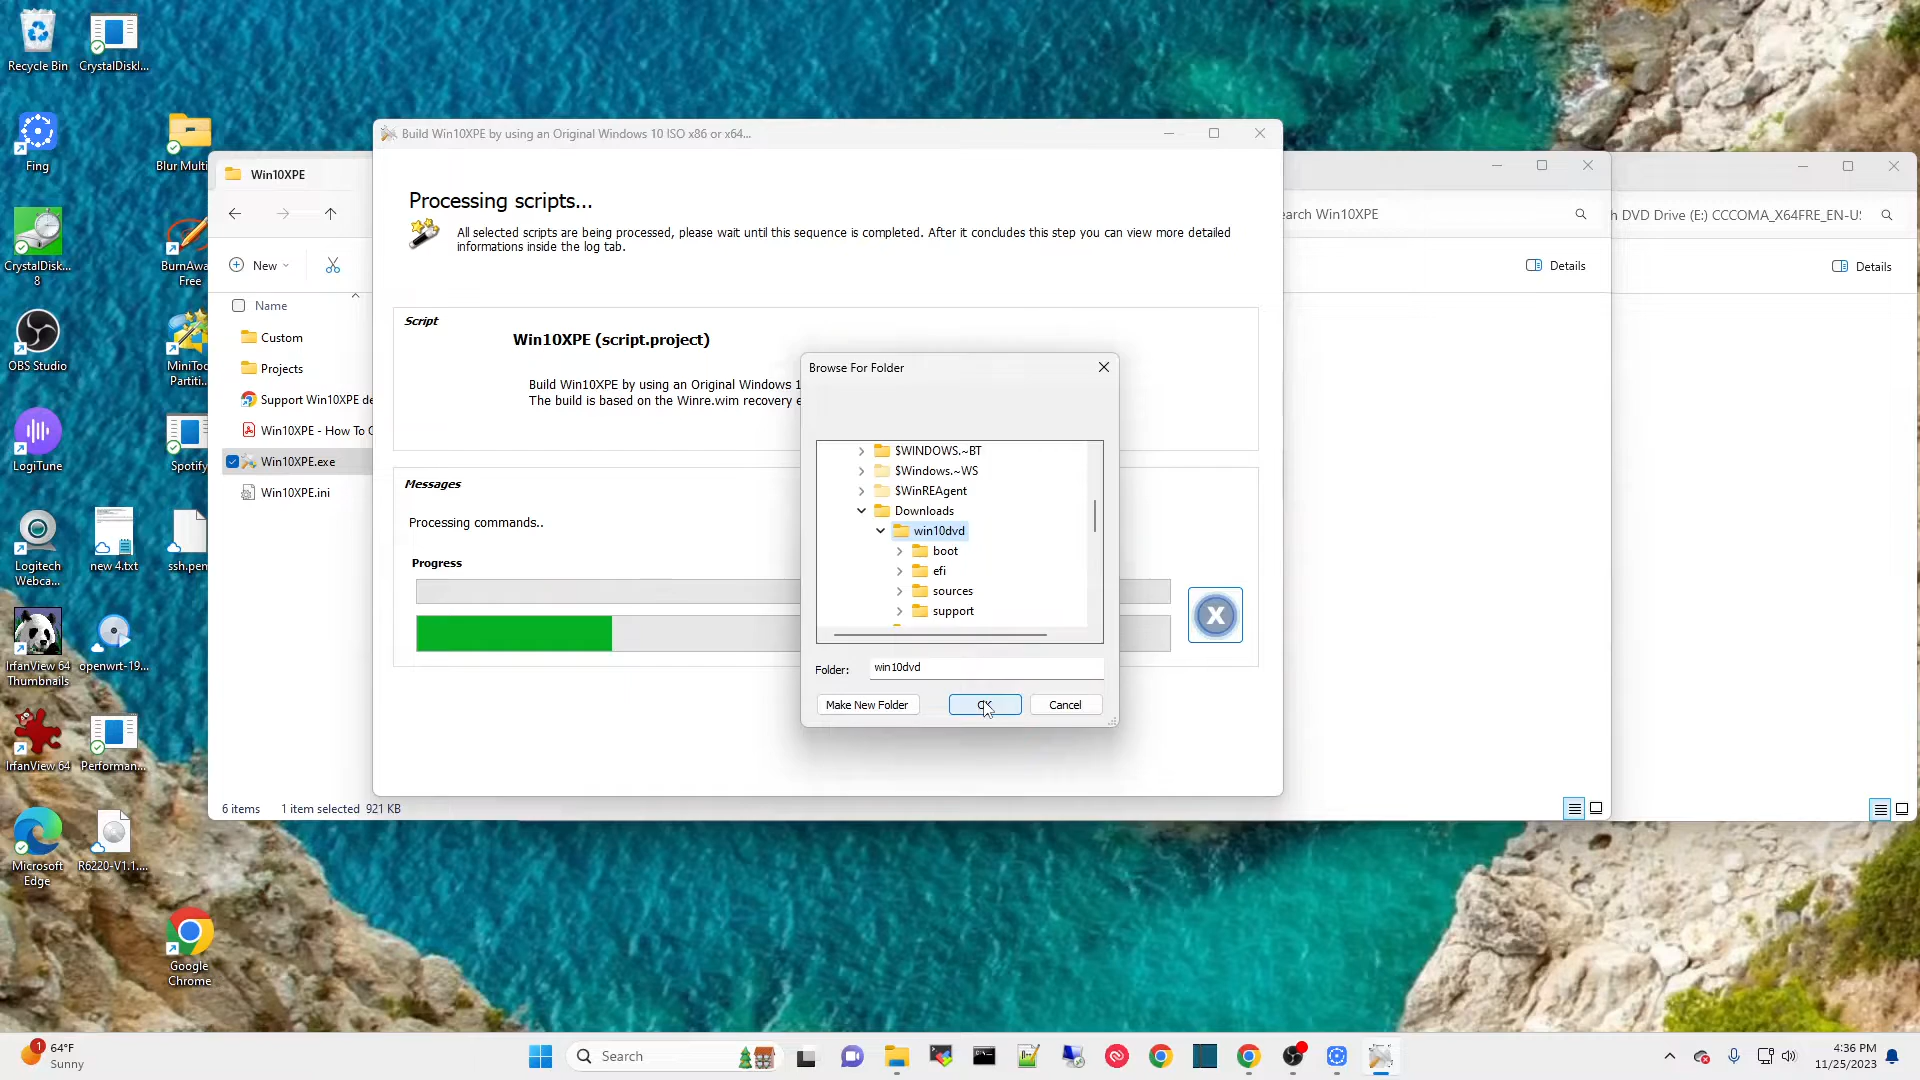 Recycle Bin
CrystalDiskI...
Fing
Blur Multi
CrystalDisk...
8
BurnAwa
Free
OBS Studio
MiniToo
Partiti...
LogiTune
Spotify
Logitech
Webca...
new 4.txt
ssh.pem
IrfanView 64
Thumbnails
openwrt-19...
IrfanView 64
Performan...
Microsoft
Edge
R6220-V1.1....
Google
Chrome
Win10XPE
New
Name
Custom
Projects
Support Win10XPE de
Win10XPE - How To
Win10XPE.exe
Win10XPE.ini
6 items
1 item selected 921 KB
Build Win10XPE by using an Original Windows 10 ISO x86 or x64...
Processing scripts...
All selected scripts are being processed, please wait until this sequence is completed. After it concludes this step you can view more detailed
informations inside the log tab.
Script
Win10XPE (script.project)
Build Win10XPE by using an Original Windows 1
The build is based on the Winre.wim recovery e
Messages
Processing commands..
Progress
X
Browse For Folder
$WINDOWS.~BT
$Windows.~WS
$WinREAgent
Downloads
win10dvd
boot
efi
sources
support
Folder: win10dvd
Make New Folder
OK
Cancel
earch Win10XPE
Details
h DVD Drive (E:) CCCOMA_X64FRE_EN-US
Details
1
64°F
Sunny
Search
4:36 PM
11/25/2023